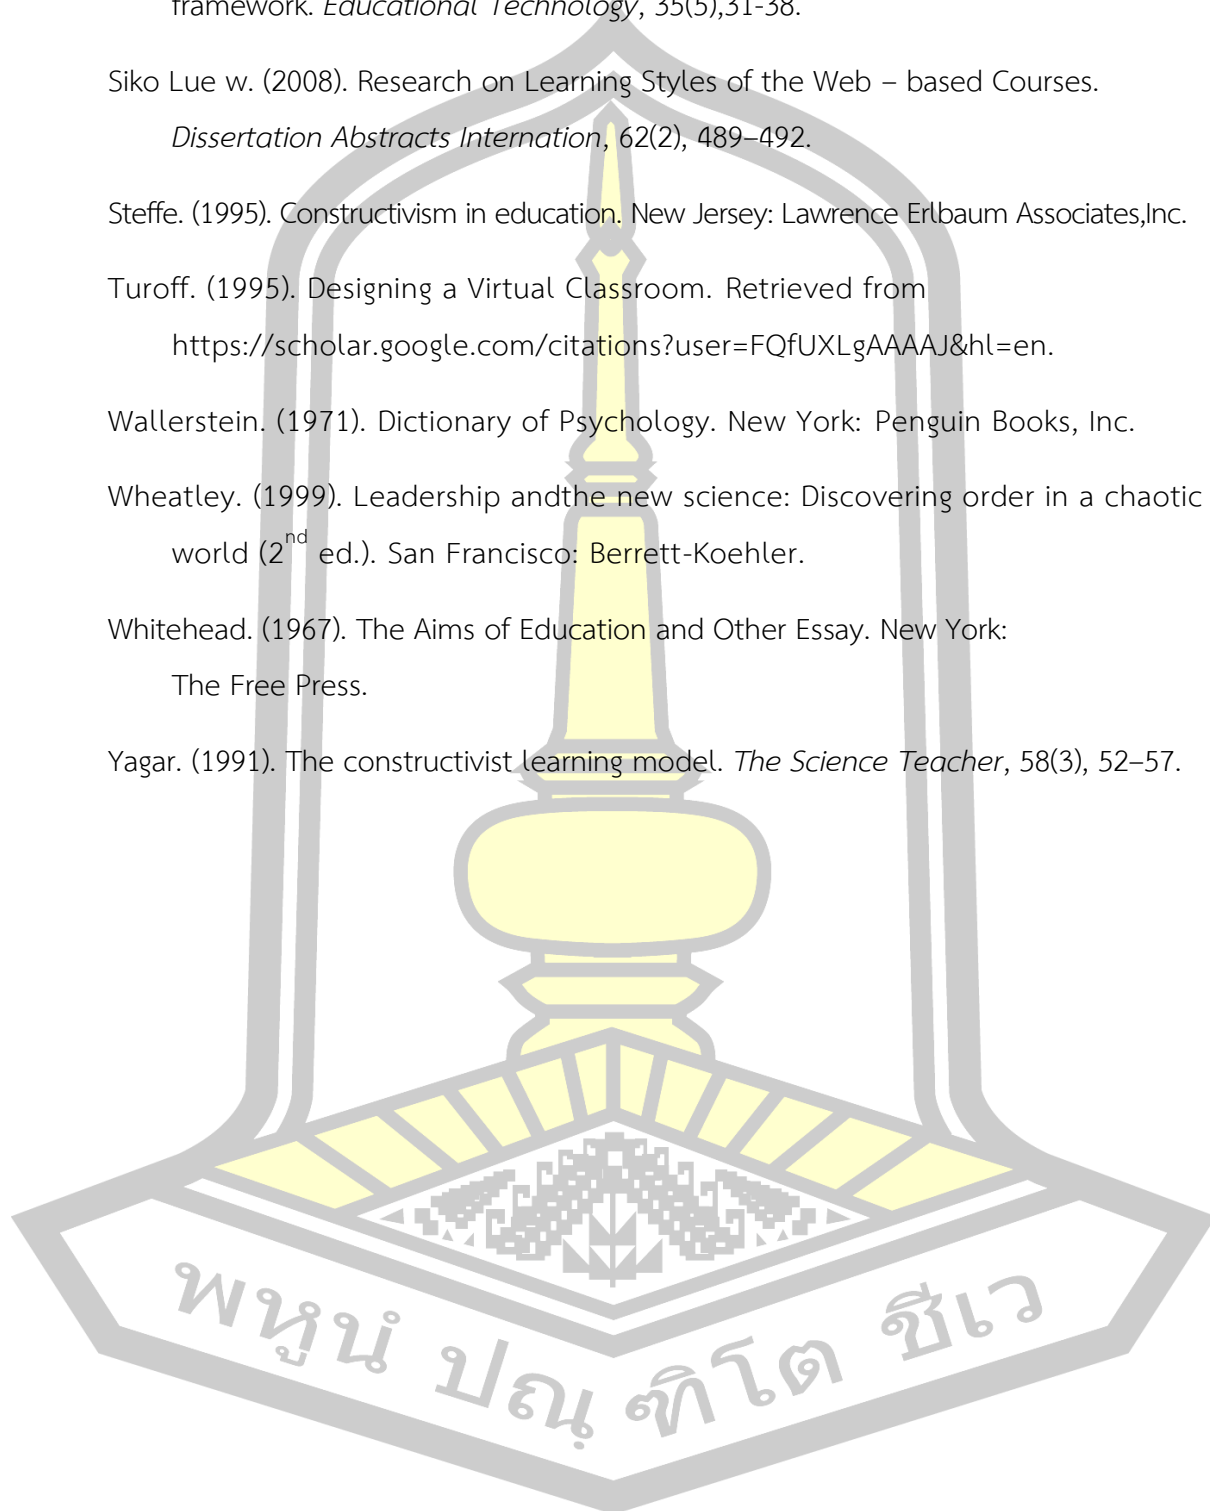 framework. Educational Technology, 35(5),31-38.
Siko Lue w. (2008). Research on Learning Styles of the Web – based Courses.
Dissertation Abstracts Internation, 62(2), 489–492.
Steffe. (1995). Constructivism in education. New Jersey: Lawrence Erlbaum Associates,Inc.
Turoff. (1995). Designing a Virtual Classroom. Retrieved from
https://scholar.google.com/citations?user=FQfUXLgAAAAJ&hl=en.
Wallerstein. (1971). Dictionary of Psychology. New York: Penguin Books, Inc.
Wheatley. (1999). Leadership andthe new science: Discovering order in a chaotic
world (2nd ed.). San Francisco: Berrett-Koehler.
Whitehead. (1967). The Aims of Education and Other Essay. New York:
The Free Press.
Yagar. (1991). The constructivist learning model. The Science Teacher, 58(3), 52–57.
พหูนํ ปณฺฑิโต ชีเว